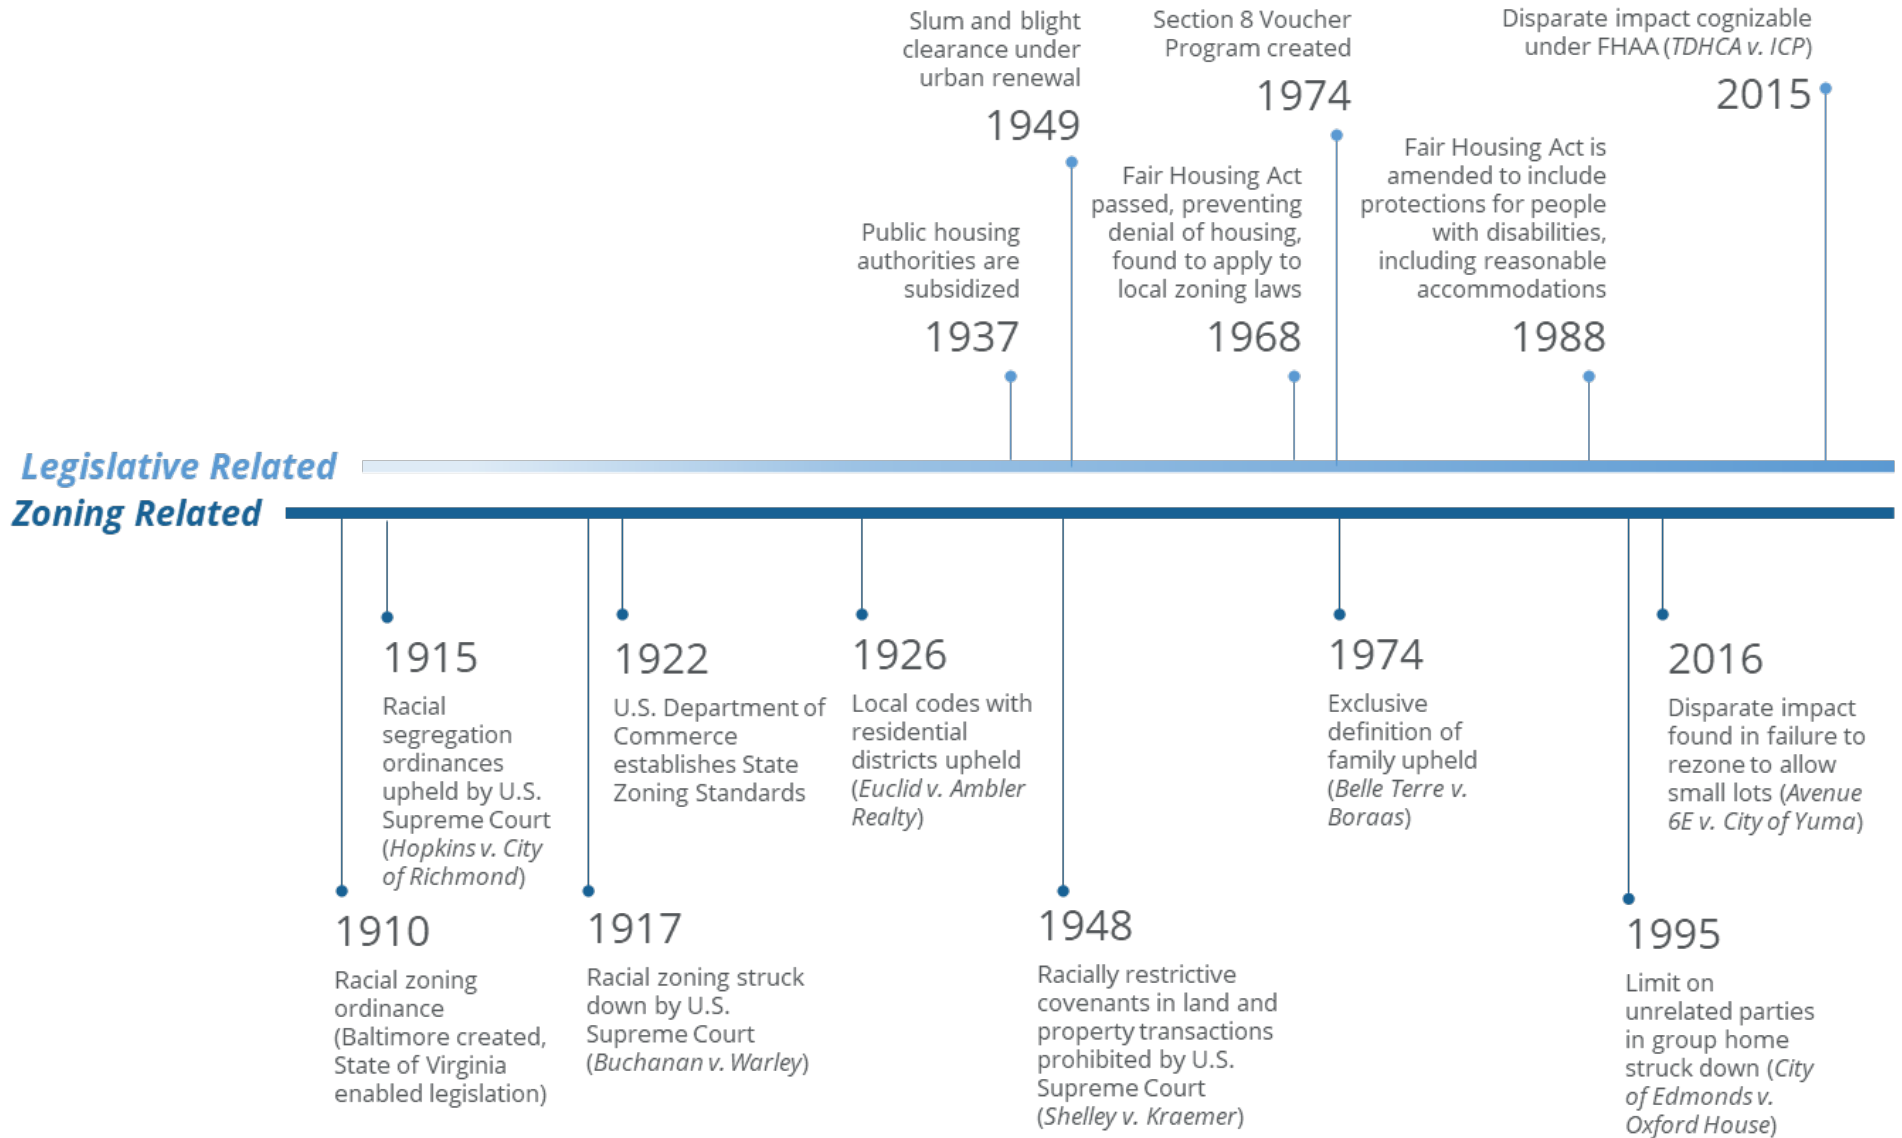 Slum and blight
clearance under
urban renewal
1949
Section 8 Voucher
Program created
1974
Disparate impact cognizable
under FHAA (TDHCA v. ICP)
2015
Public housing
authorities are
subsidized
1937
Fair Housing Act
passed, preventing
denial of housing,
found to apply to
local zoning laws
1968
Fair Housing Act is
amended to include
protections for people
with disabilities,
including reasonable
accommodations
1988
Legislative Related
Zoning Related
1915
Racial
segregation
ordinances
upheld by U.S.
Supreme Court
(Hopkins v. City
of Richmond)
1922
U.S. Department of
Commerce
establishes State
Zoning Standards
1926
Local codes with
residential
districts upheld
(Euclid v. Ambler
Realty)
1974
Exclusive
definition of
family upheld
(Belle Terre v.
Boraas)
2016
Disparate impact
found in failure to
rezone to allow
small lots (Avenue
6E v. City of Yuma)
1910
Racial zoning
ordinance
(Baltimore created,
State of Virginia
enabled legislation)
1917
Racial zoning struck
down by U.S.
Supreme Court
(Buchanan v. Warley)
1948
Racially restrictive
covenants in land and
property transactions
prohibited by U.S.
Supreme Court
(Shelley v. Kraemer)
1995
Limit on
unrelated parties
in group home
struck down (City
of Edmonds v.
Oxford House)